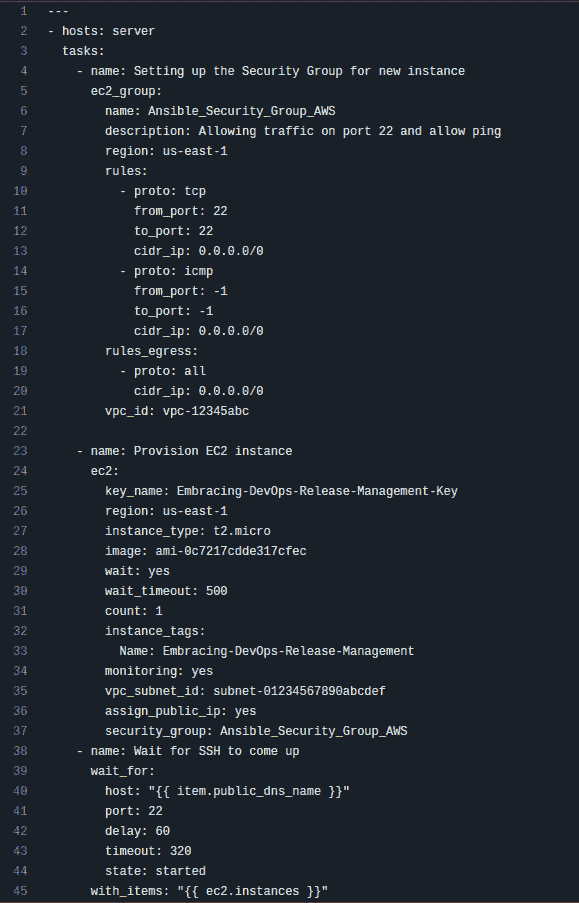 1 ---
2 - hosts: server
3   tasks:
4     - name: Setting up the Security Group for new instance
5       ec2_group:
6         name: Ansible_Security_Group_AWS
7         description: Allowing traffic on port 22 and allow ping
8         region: us-east-1
9         rules:
10           - proto: tcp
11             from_port: 22
12             to_port: 22
13             cidr_ip: 0.0.0.0/0
14           - proto: icmp
15             from_port: -1
16             to_port: -1
17             cidr_ip: 0.0.0.0/0
18         rules_egress:
19           - proto: all
20             cidr_ip: 0.0.0.0/0
21         vpc_id: vpc-12345abc
22
23     - name: Provision EC2 instance
24       ec2:
25         key_name: Embracing-DevOps-Release-Management-Key
26         region: us-east-1
27         instance_type: t2.micro
28         image: ami-0c7217cdde317cfec
29         wait: yes
30         wait_timeout: 500
31         count: 1
32         instance_tags:
33           Name: Embracing-DevOps-Release-Management
34         monitoring: yes
35         vpc_subnet_id: subnet-01234567890abcdef
36         assign_public_ip: yes
37         security_group: Ansible_Security_Group_AWS
38     - name: Wait for SSH to come up
39       wait_for:
40         host: "{{ item.public_dns_name }}"
41         port: 22
42         delay: 60
43         timeout: 320
44         state: started
45       with_items: "{{ ec2.instances }}"